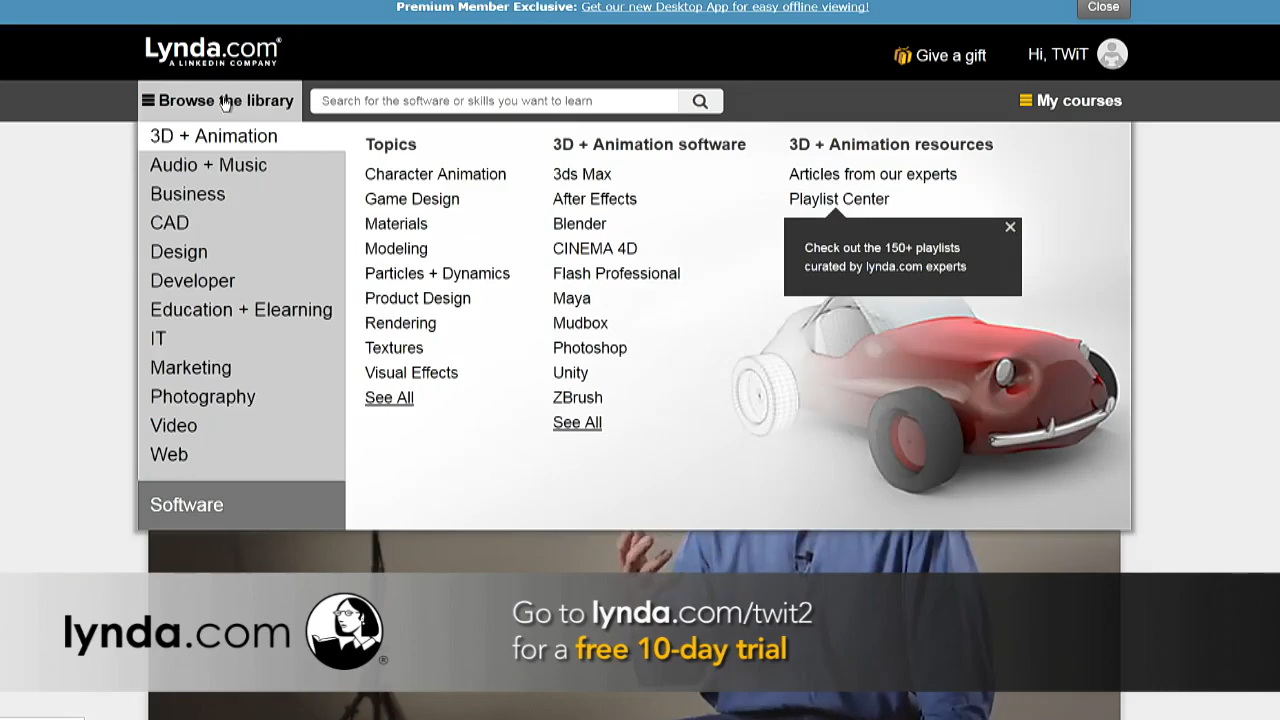 Premium Member Exclusive: Get our new Desktop App for easy offline viewing!
Close
Lynda.com®
A LINKEDIN COMPANY
Give a gift
Hi, TWiT
Browse the library
Search for the software or skills you want to learn
My courses
3D + Animation
Audio + Music
Business
CAD
Design
Developer
Education + Elearning
IT
Marketing
Photography
Video
Web
Software
Topics
Character Animation
Game Design
Materials
Modeling
Particles + Dynamics
Product Design
Rendering
Textures
Visual Effects
See All
3D + Animation software
3ds Max
After Effects
Blender
CINEMA 4D
Flash Professional
Maya
Mudbox
Photoshop
Unity
ZBrush
See All
3D + Animation resources
Articles from our experts
Playlist Center
Check out the 150+ playlists
curated by lynda.com experts
lynda.com®
Go to lynda.com/twit2
for a free 10-day trial